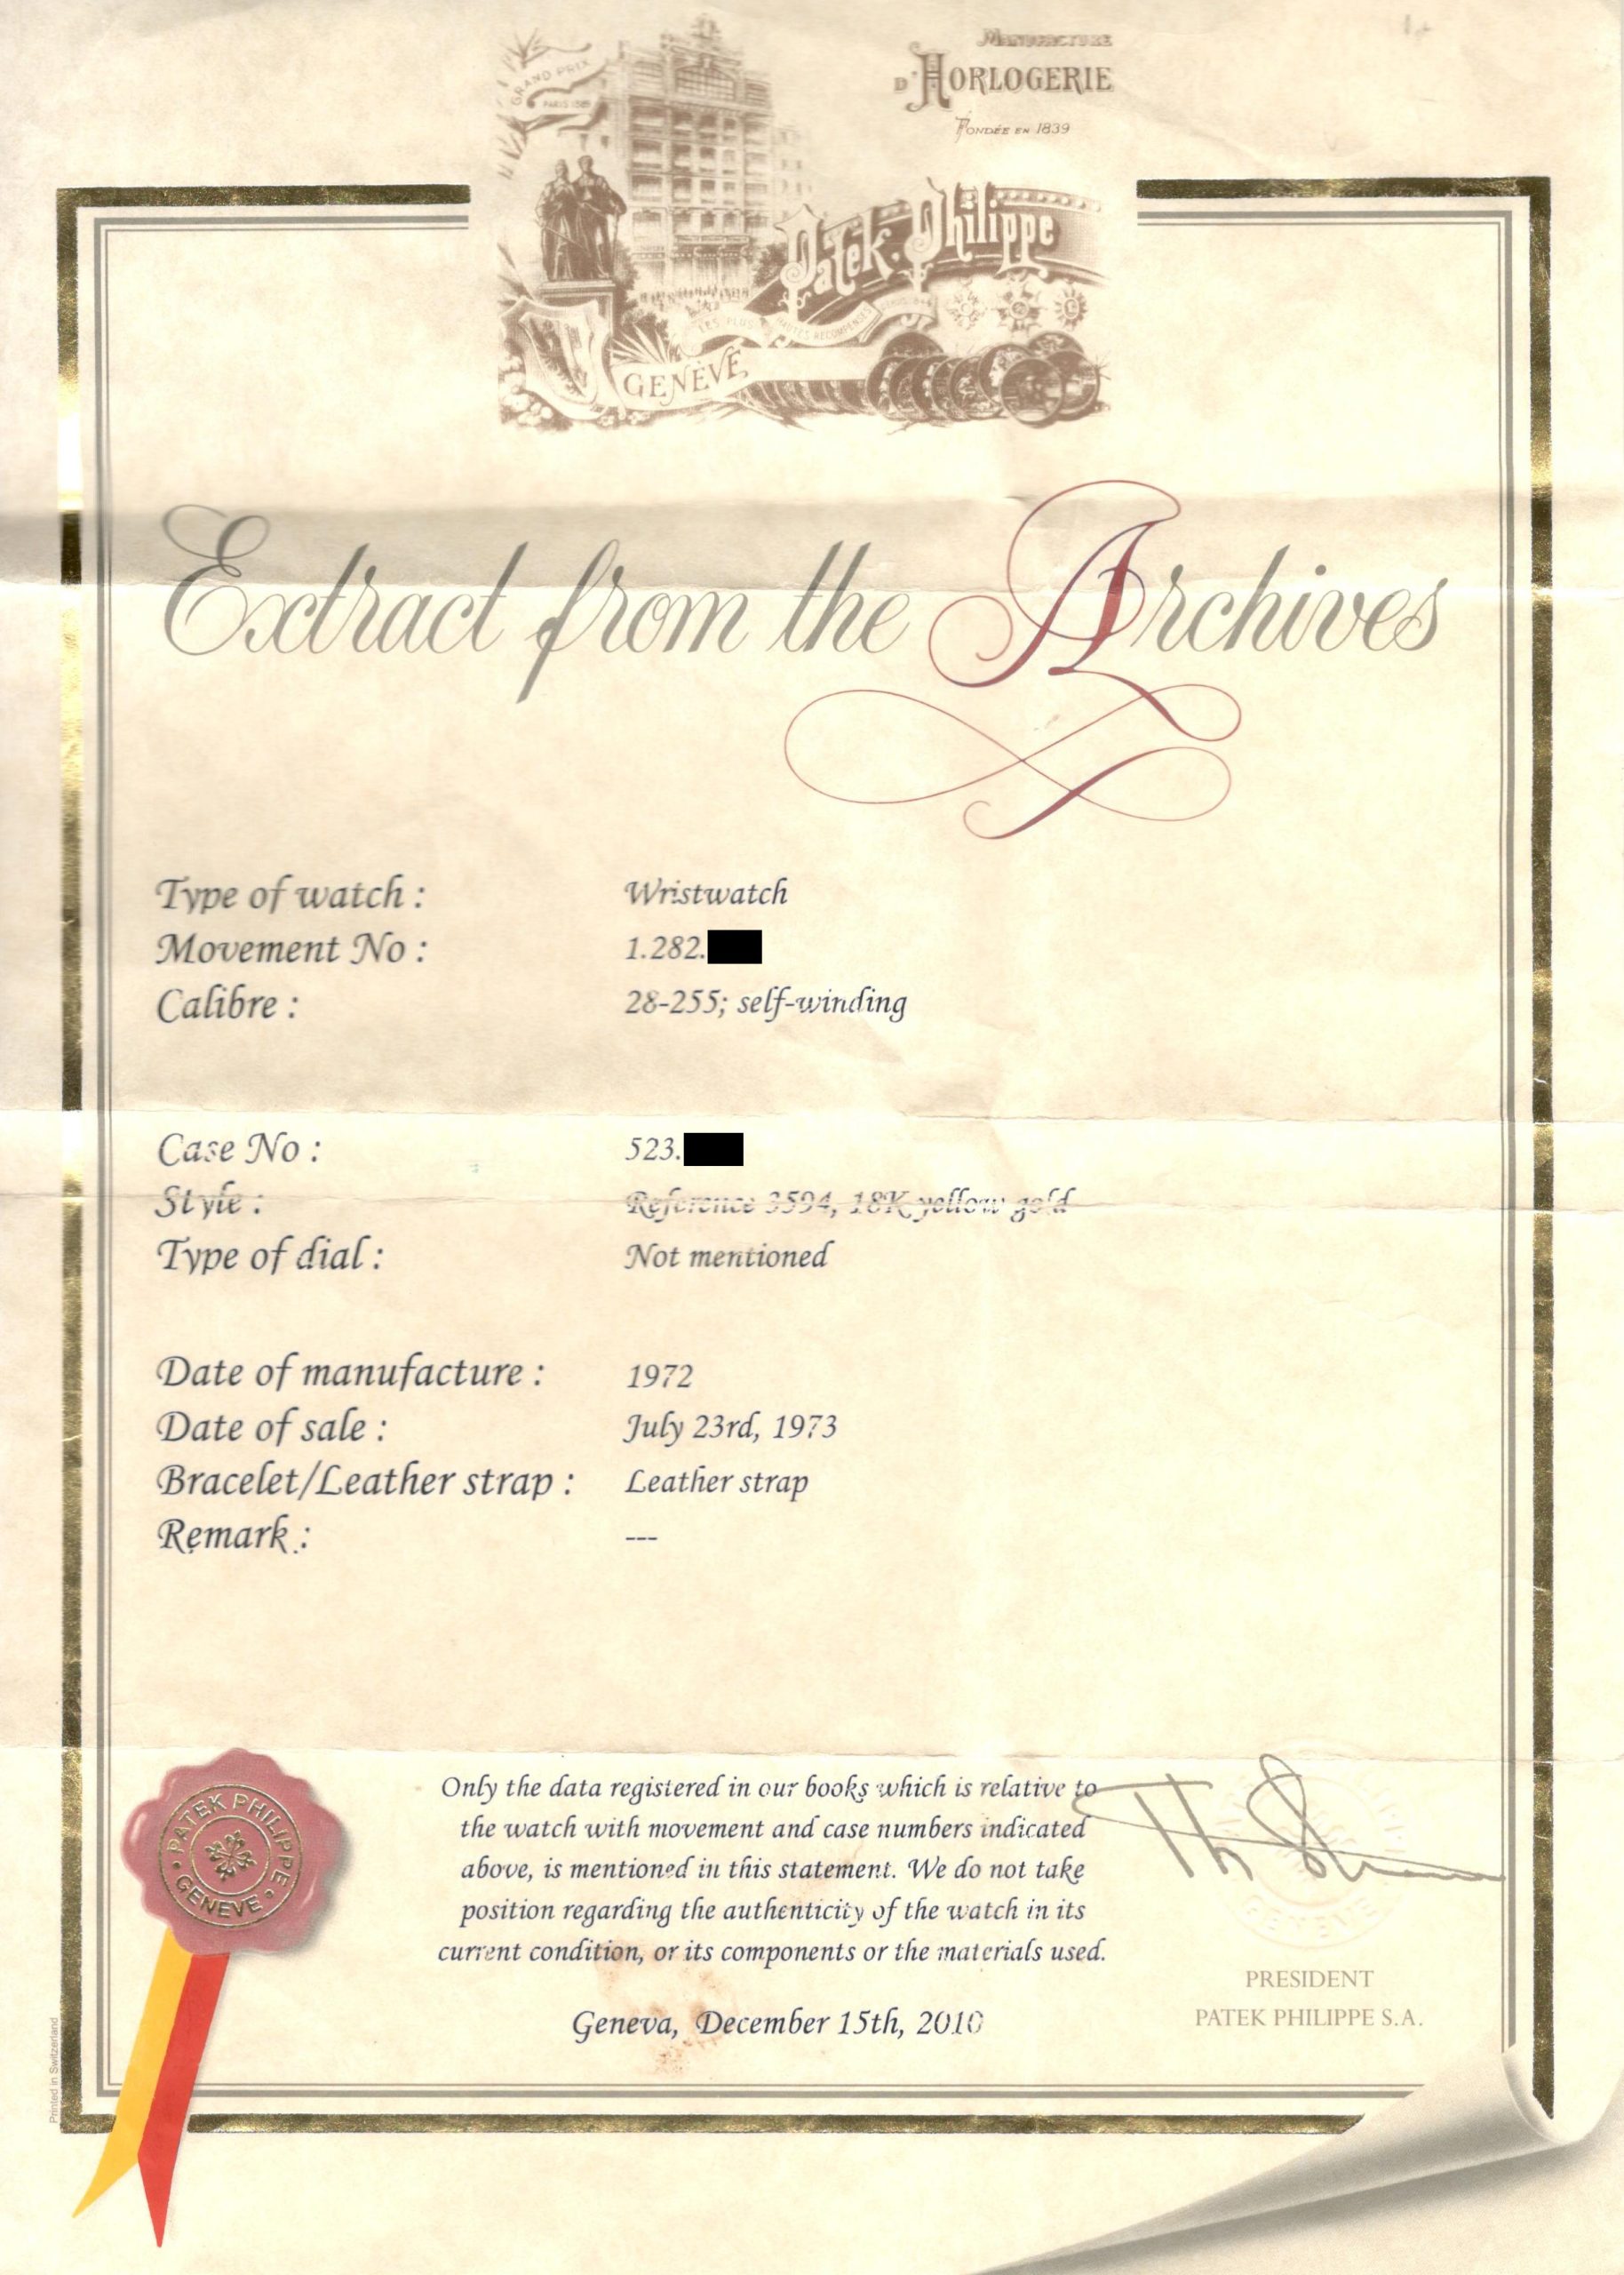 MANUFACTURE
D'HORLOGERIE
FONDÉE EN 1839
GRAND PRIX
PARIS 1889
Patek Philippe
LES PLUS HAUTES RECOMPENSES
GENÈVE
Extract from the Archives
Type of watch : Wristwatch
Movement No : 1.282.
Calibre : 28-255; self-winding
Case No : 523.
Style : Reference 3594, 18K yellow gold
Type of dial : Not mentioned
Date of manufacture : 1972
Date of sale : July 23rd, 1973
Bracelet/Leather strap : Leather strap
Remark : ---
Only the data registered in our books which is relative to
the watch with movement and case numbers indicated
above, is mentioned in this statement. We do not take
position regarding the authenticity of the watch in its
current condition, or its components or the materials used.
Geneva, December 15th, 2010
PATEK PHILIPPE
GENEVE
PRESIDENT
PATEK PHILIPPE S.A.
Printed in Switzerland